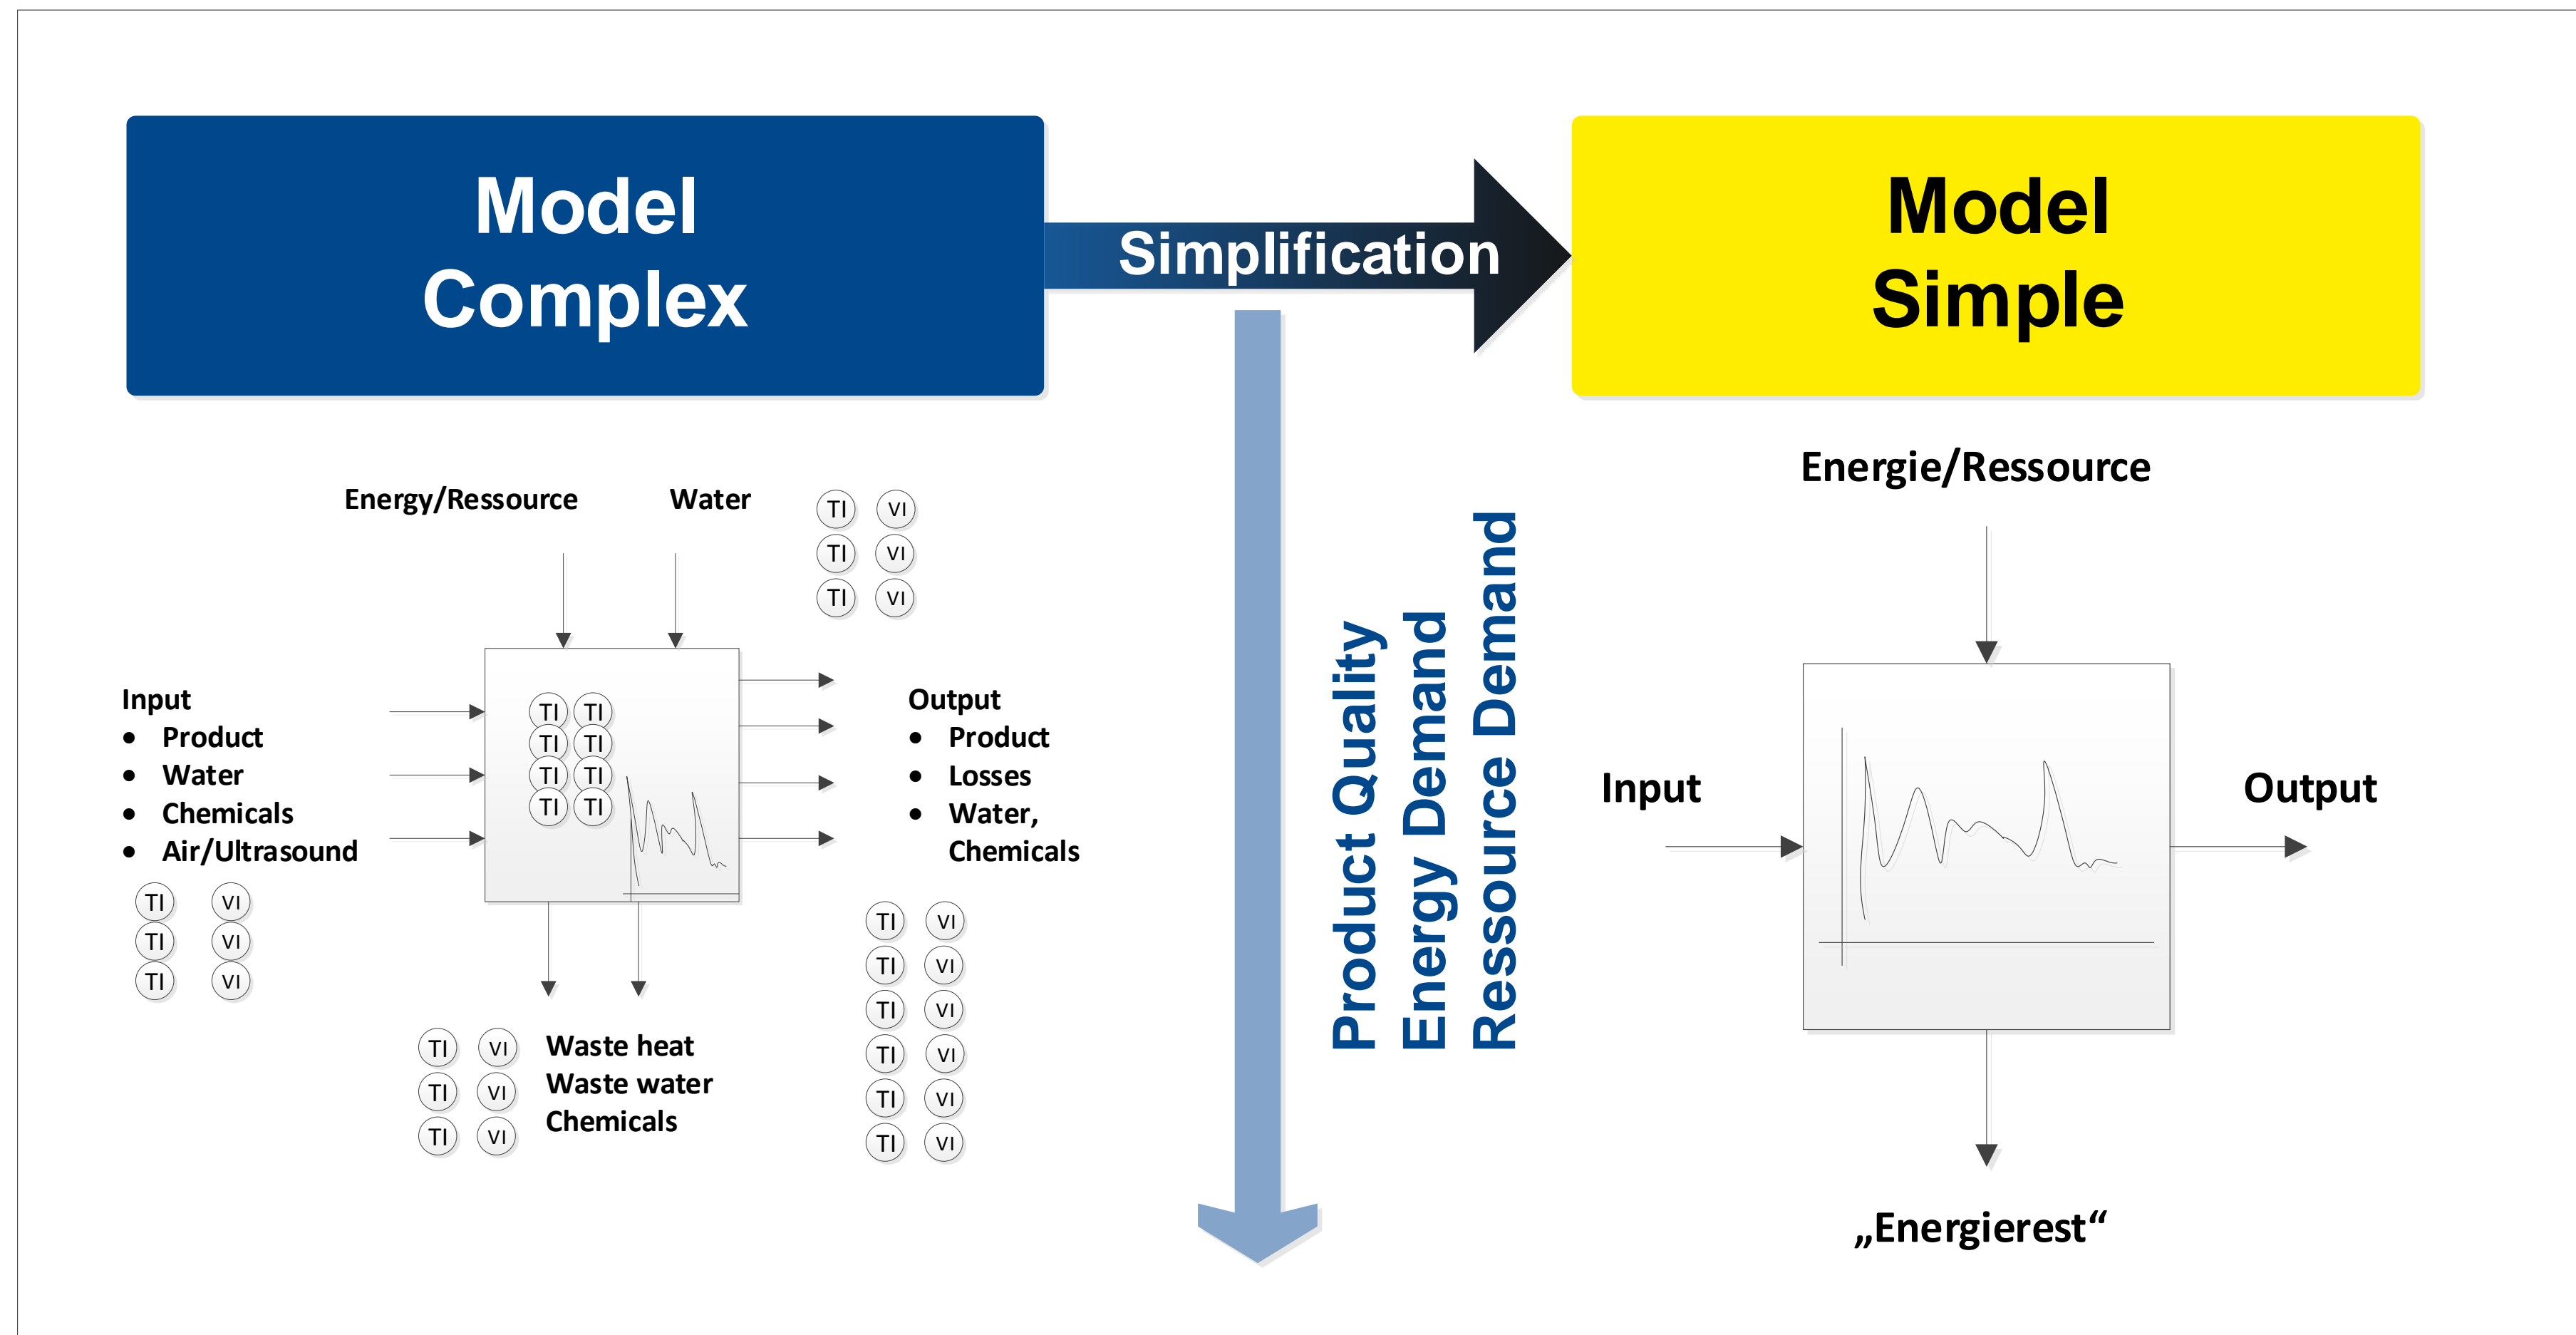 Model
Complex
Simplification
Model
Simple
Energy/Ressource
Water
TI VI
TI VI
TI VI
Input
• Product
• Water
• Chemicals
• Air/Ultrasound
TI VI
TI VI
TI VI
TI TI
TI TI
TI TI
TI TI
Output
• Product
• Losses
• Water,
Chemicals
TI VI
TI VI
TI VI
TI VI
TI VI
TI VI
TI VI
TI VI
TI VI
Waste heat
Waste water
Chemicals
Product Quality
Energy Demand
Ressource Demand
Energie/Ressource
Input
Output
„Energierest“